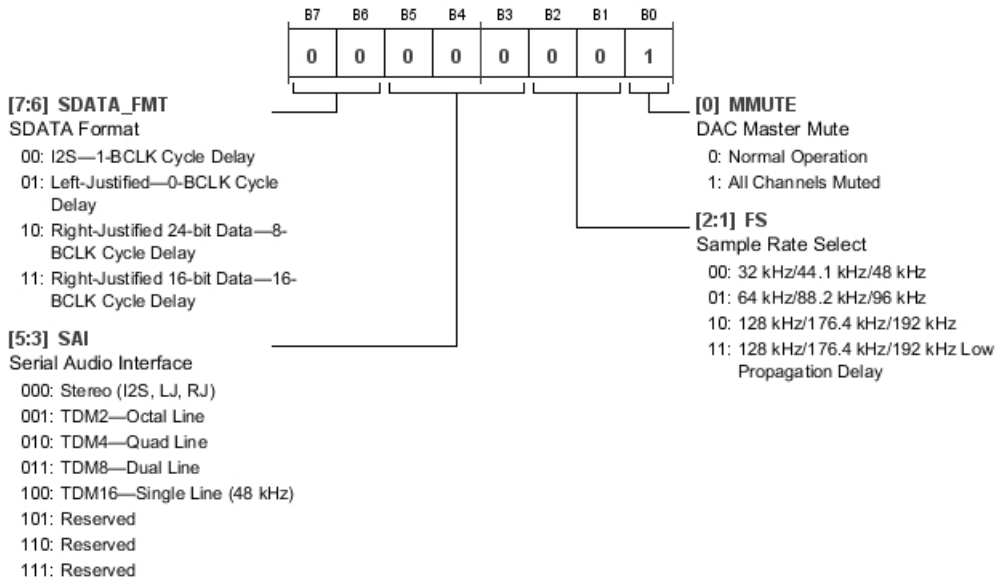 B7 B6 B5 B4 B3 B2 B1 B0
0 0 0 0 0 0 0 1
[7:6] SDATA_FMT
SDATA Format
00: I2S—1-BCLK Cycle Delay
01: Left-Justified—0-BCLK Cycle
Delay
10: Right-Justified 24-bit Data—8-
BCLK Cycle Delay
11: Right-Justified 16-bit Data—16-
BCLK Cycle Delay
[5:3] SAI
Serial Audio Interface
000: Stereo (I2S, LJ, RJ)
001: TDM2—Octal Line
010: TDM4—Quad Line
011: TDM8—Dual Line
100: TDM16—Single Line (48 kHz)
101: Reserved
110: Reserved
111: Reserved
[0] MMUTE
DAC Master Mute
0: Normal Operation
1: All Channels Muted
[2:1] FS
Sample Rate Select
00: 32 kHz/44.1 kHz/48 kHz
01: 64 kHz/88.2 kHz/96 kHz
10: 128 kHz/176.4 kHz/192 kHz
11: 128 kHz/176.4 kHz/192 kHz Low
Propagation Delay